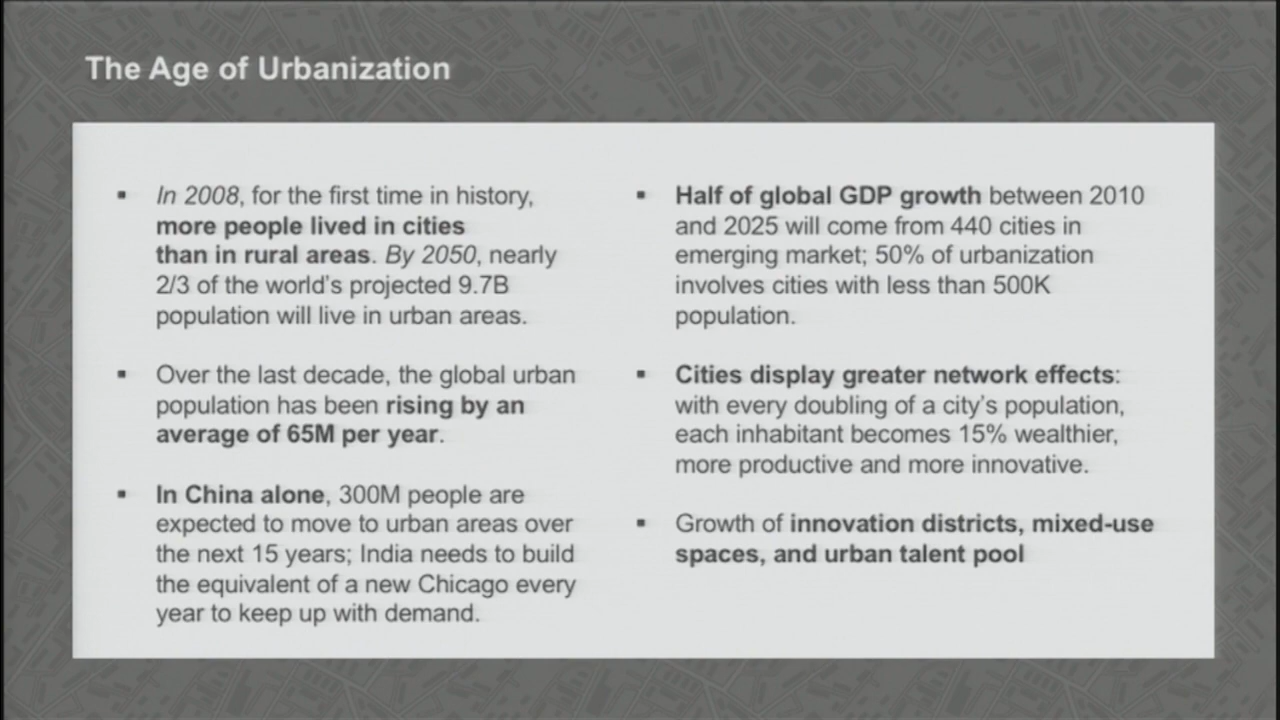 The Age of Urbanization
▪ In 2008, for the first time in history,
more people lived in cities
than in rural areas. By 2050, nearly
2/3 of the world's projected 9.7B
population will live in urban areas.
▪ Over the last decade, the global urban
population has been rising by an
average of 65M per year.
▪ In China alone, 300M people are
expected to move to urban areas over
the next 15 years; India needs to build
the equivalent of a new Chicago every
year to keep up with demand.
▪ Half of global GDP growth between 2010
and 2025 will come from 440 cities in
emerging market; 50% of urbanization
involves cities with less than 500K
population.
▪ Cities display greater network effects:
with every doubling of a city's population,
each inhabitant becomes 15% wealthier,
more productive and more innovative.
▪ Growth of innovation districts, mixed-use
spaces, and urban talent pool